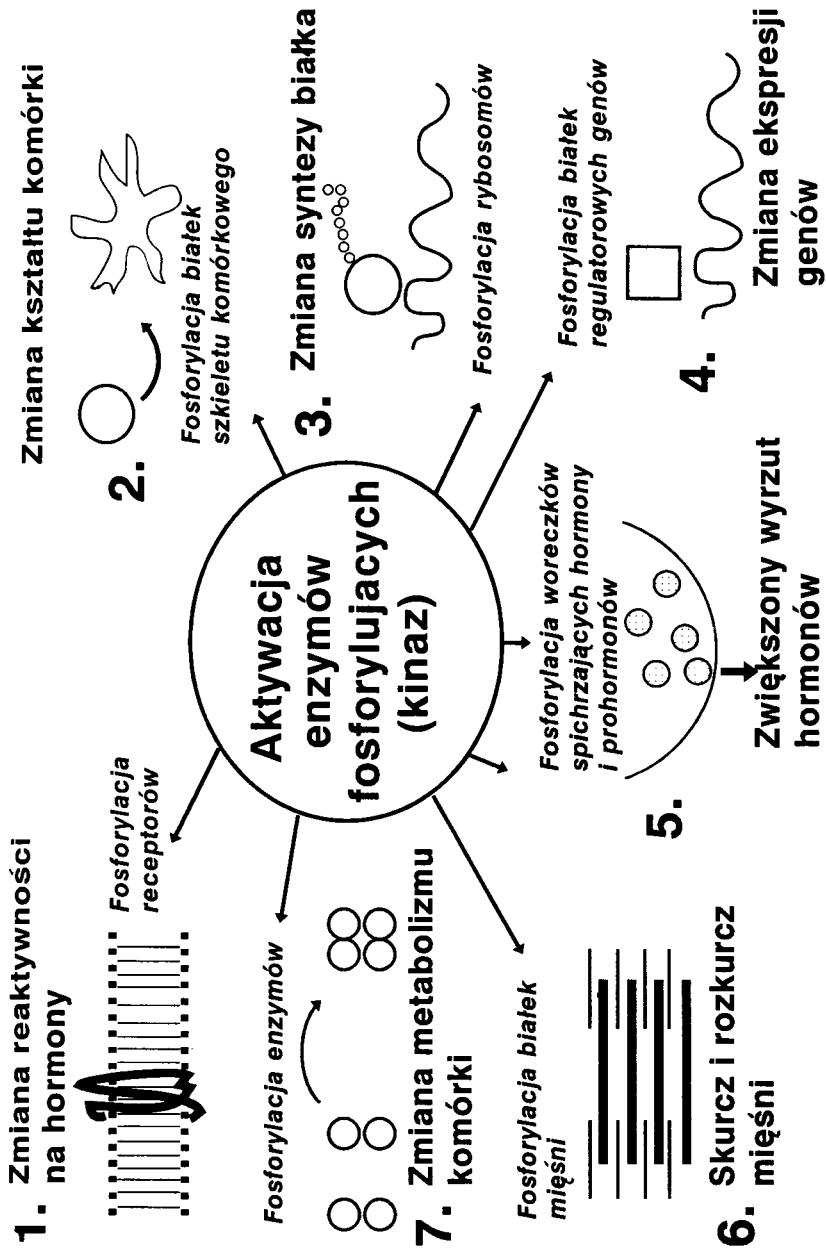 1. Zmiana reaktywności
na hormony
Fosforylacja
receptorów
Zmiana kształtu komórki
2.
Fosforylacja białek
szkieletu komórkowego
3. Zmiana syntezy białka
Fosforylacja rybosomów
Aktywacja
enzymów
fosforylujacych
(kinaz)
Fosforylacja białek
regulatorowych genów
4.
Zmiana ekspresji
genów
Fosforylacja woreczków
spichrzających hormony
i prohormonów
5.
Zwiększony wyrzut
hormonów
Fosforylacja białek
mięśni
6. Skurcz i rozkurcz
mięśni
Fosforylacja enzymów
7. Zmiana metabolizmu
komórki